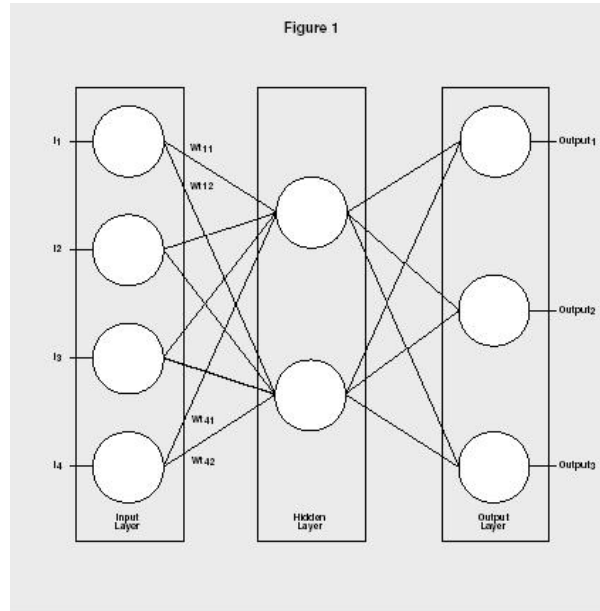 Figure 1
I1
Wt11
Output1
Wt12
I2
Output2
I3
Wt41
Wt42
I4
Output3
Input
Layer
Hidden
Layer
Output
Layer